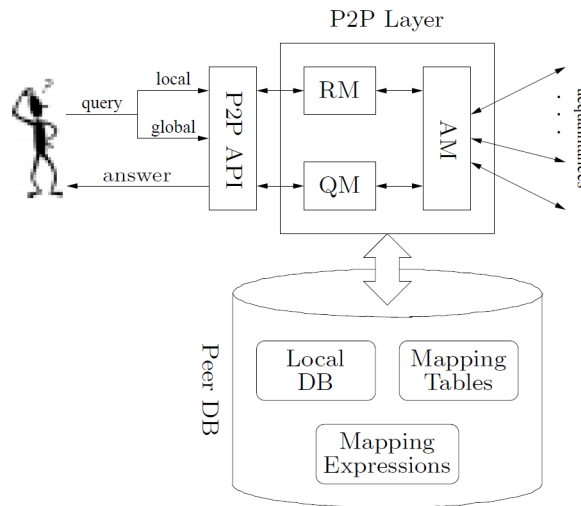 P2P Layer
local
query
global
answer
P2P API
RM
QM
AM
Peer DB
Local
DB
Mapping
Tables
Mapping
Expressions